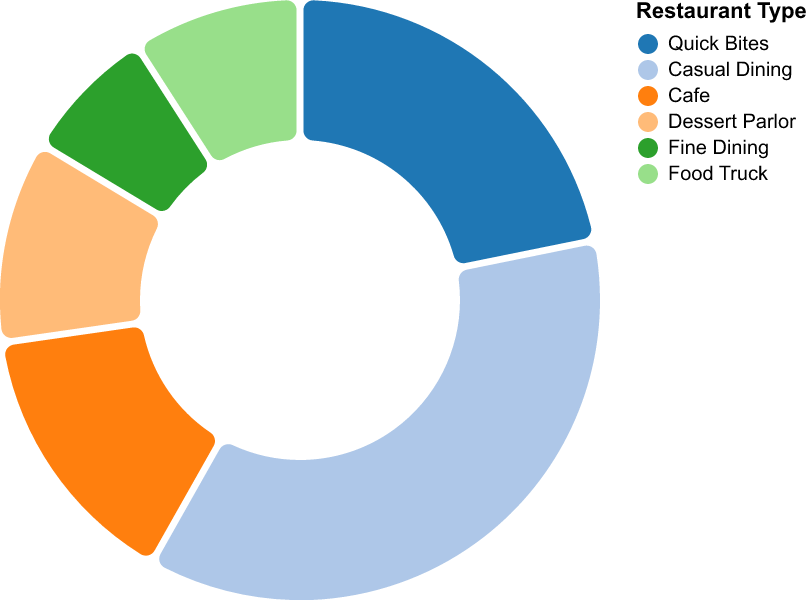 Restaurant Type
Quick Bites
Casual Dining
Cafe
Dessert Parlor
Fine Dining
Food Truck